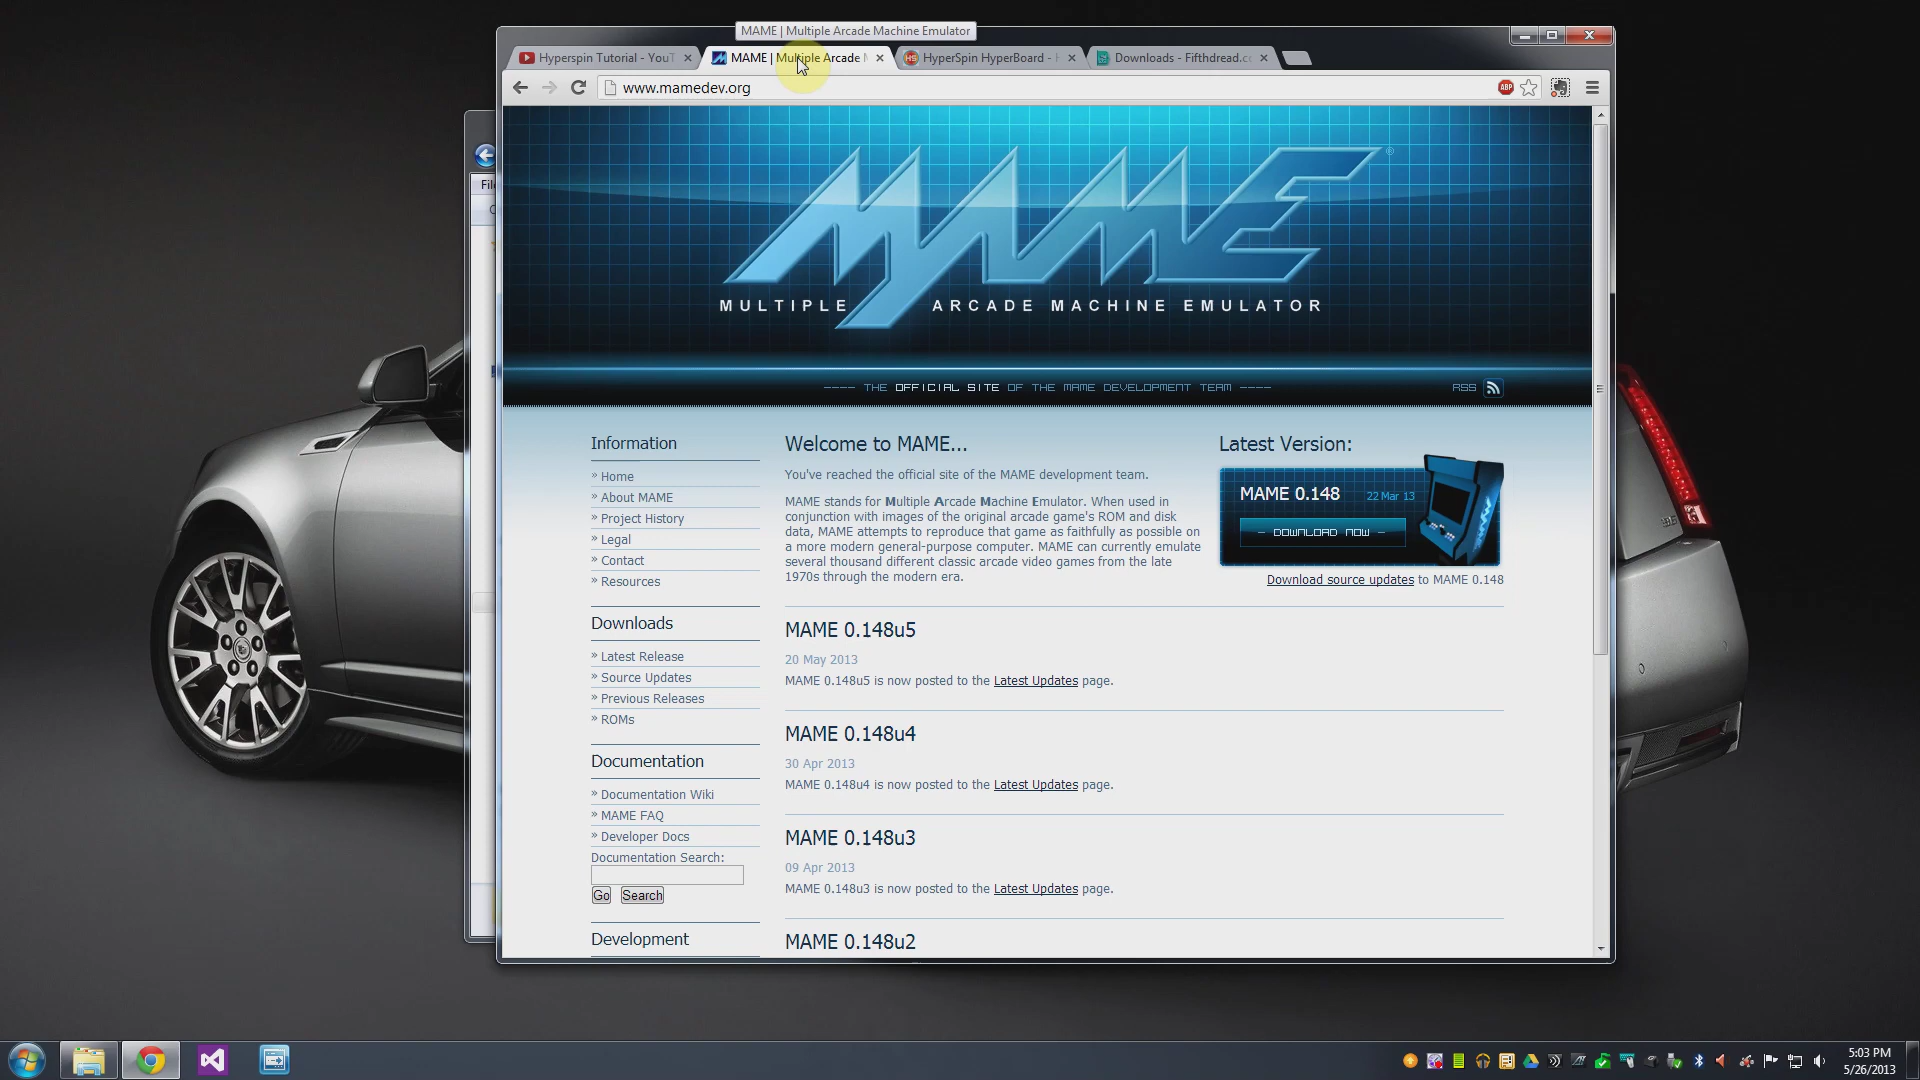 MAME | Multiple Arcade Machine Emulator
Hyperspin Tutorial - YouT
MAME | Multiple Arcade M
HyperSpin HyperBoard - H
Downloads - Fifthdread.co
www.mamedev.org
ABP
File
MAME ®
MULTIPLE ARCADE MACHINE EMULATOR
---- THE OFFICIAL SITE OF THE MAME DEVELOPMENT TEAM ----
RSS
Information
» Home
» About MAME
» Project History
» Legal
» Contact
» Resources
Downloads
» Latest Release
» Source Updates
» Previous Releases
» ROMs
Documentation
» Documentation Wiki
» MAME FAQ
» Developer Docs
Documentation Search:
Go Search
Development
Welcome to MAME...
You've reached the official site of the MAME development team.
MAME stands for Multiple Arcade Machine Emulator. When used in
conjunction with images of the original arcade game's ROM and disk
data, MAME attempts to reproduce that game as faithfully as possible on
a more modern general-purpose computer. MAME can currently emulate
several thousand different classic arcade video games from the late
1970s through the modern era.
Latest Version:
MAME 0.148 22 Mar 13
— DOWNLOAD NOW —
Download source updates to MAME 0.148
MAME 0.148u5
20 May 2013
MAME 0.148u5 is now posted to the Latest Updates page.
MAME 0.148u4
30 Apr 2013
MAME 0.148u4 is now posted to the Latest Updates page.
MAME 0.148u3
09 Apr 2013
MAME 0.148u3 is now posted to the Latest Updates page.
MAME 0.148u2
5:03 PM
5/26/2013